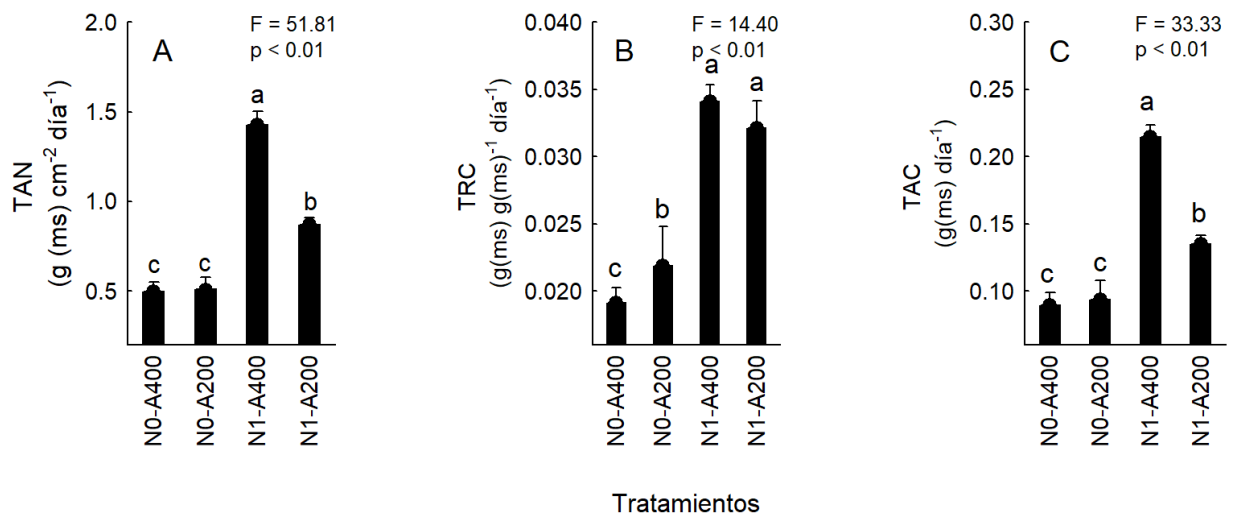 A
F = 51.81
p < 0.01
TAN
(g (ms) cm⁻² día⁻¹)
2.0
1.5
1.0
0.5
c
c
a
b
N0-A400
N0-A200
N1-A400
N1-A200
B
F = 14.40
p < 0.01
TRC
(g(ms) g(ms)⁻¹ día⁻¹)
0.040
0.035
0.030
0.025
0.020
c
b
a
a
N0-A400
N0-A200
N1-A400
N1-A200
C
F = 33.33
p < 0.01
TAC
(g(ms) día⁻¹)
0.30
0.25
0.20
0.15
0.10
c
c
a
b
N0-A400
N0-A200
N1-A400
N1-A200
Tratamientos